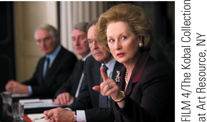 FILM 4/The Kobal Collection
at Art Resource, NY